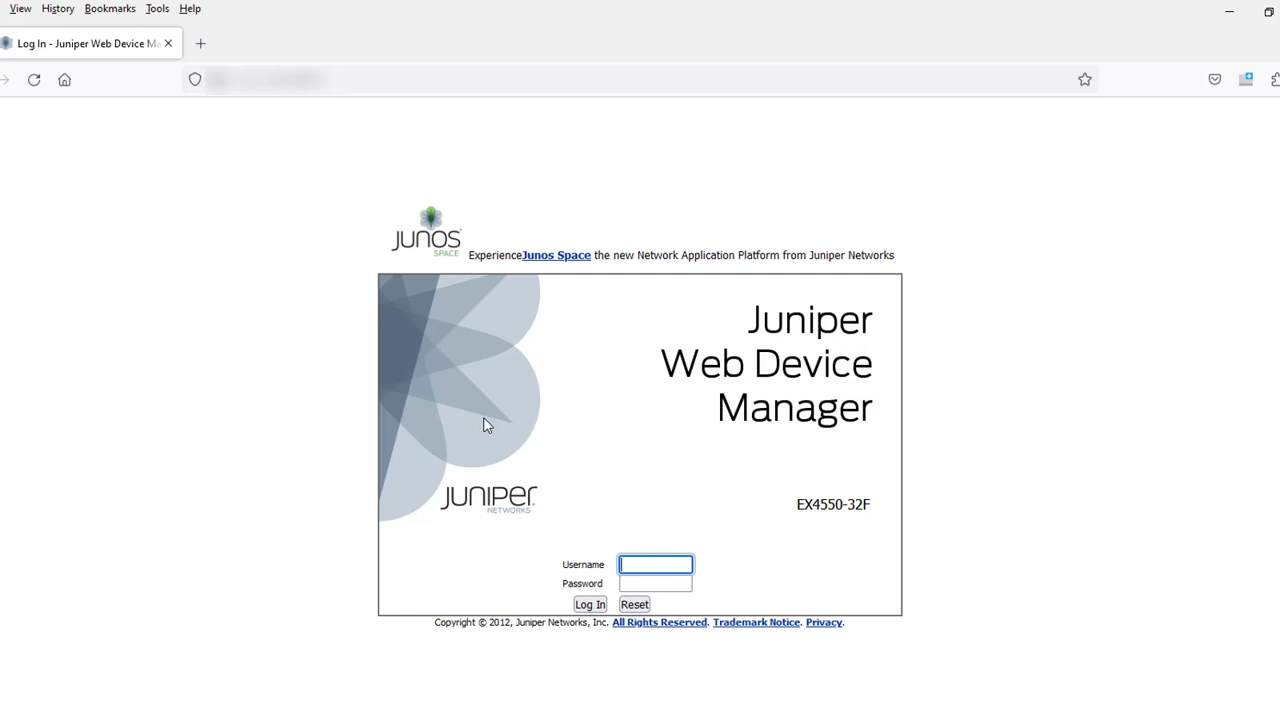 View History Bookmarks Tools Help
Log In - Juniper Web Device Ma
JUNOS
SPACE
Experience Junos Space the new Network Application Platform from Juniper Networks
Juniper
Web Device
Manager
JUNIPER
NETWORKS
EX4550-32F
Username
Password
Log In Reset
Copyright © 2012, Juniper Networks, Inc. All Rights Reserved. Trademark Notice. Privacy.